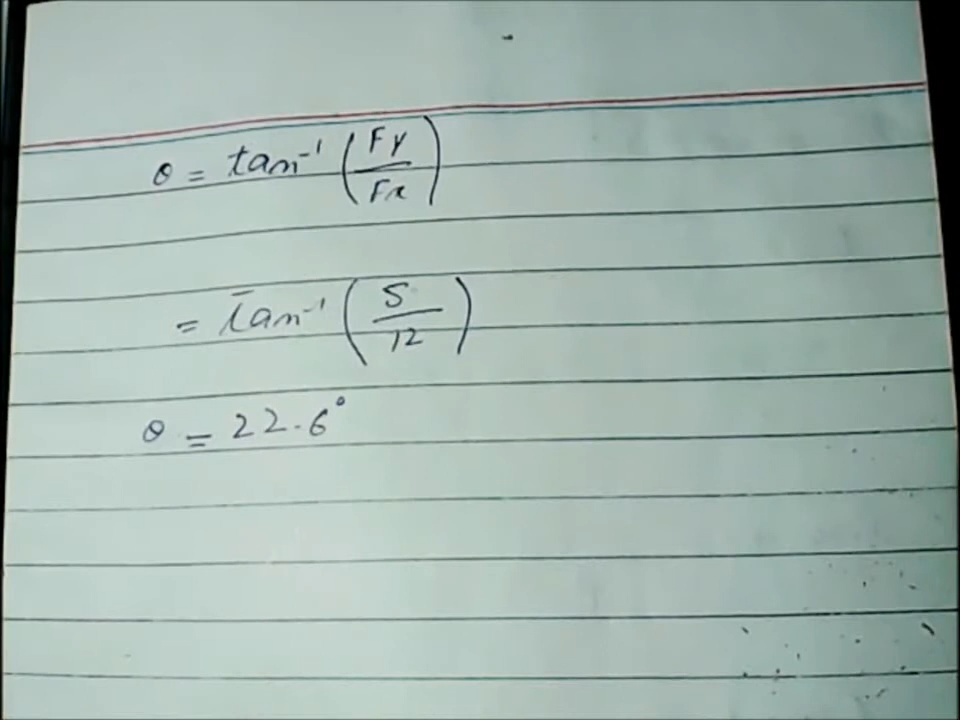 θ = tan⁻¹ (Fy/Fx)
= tan⁻¹ (5/12)
θ = 22.6°